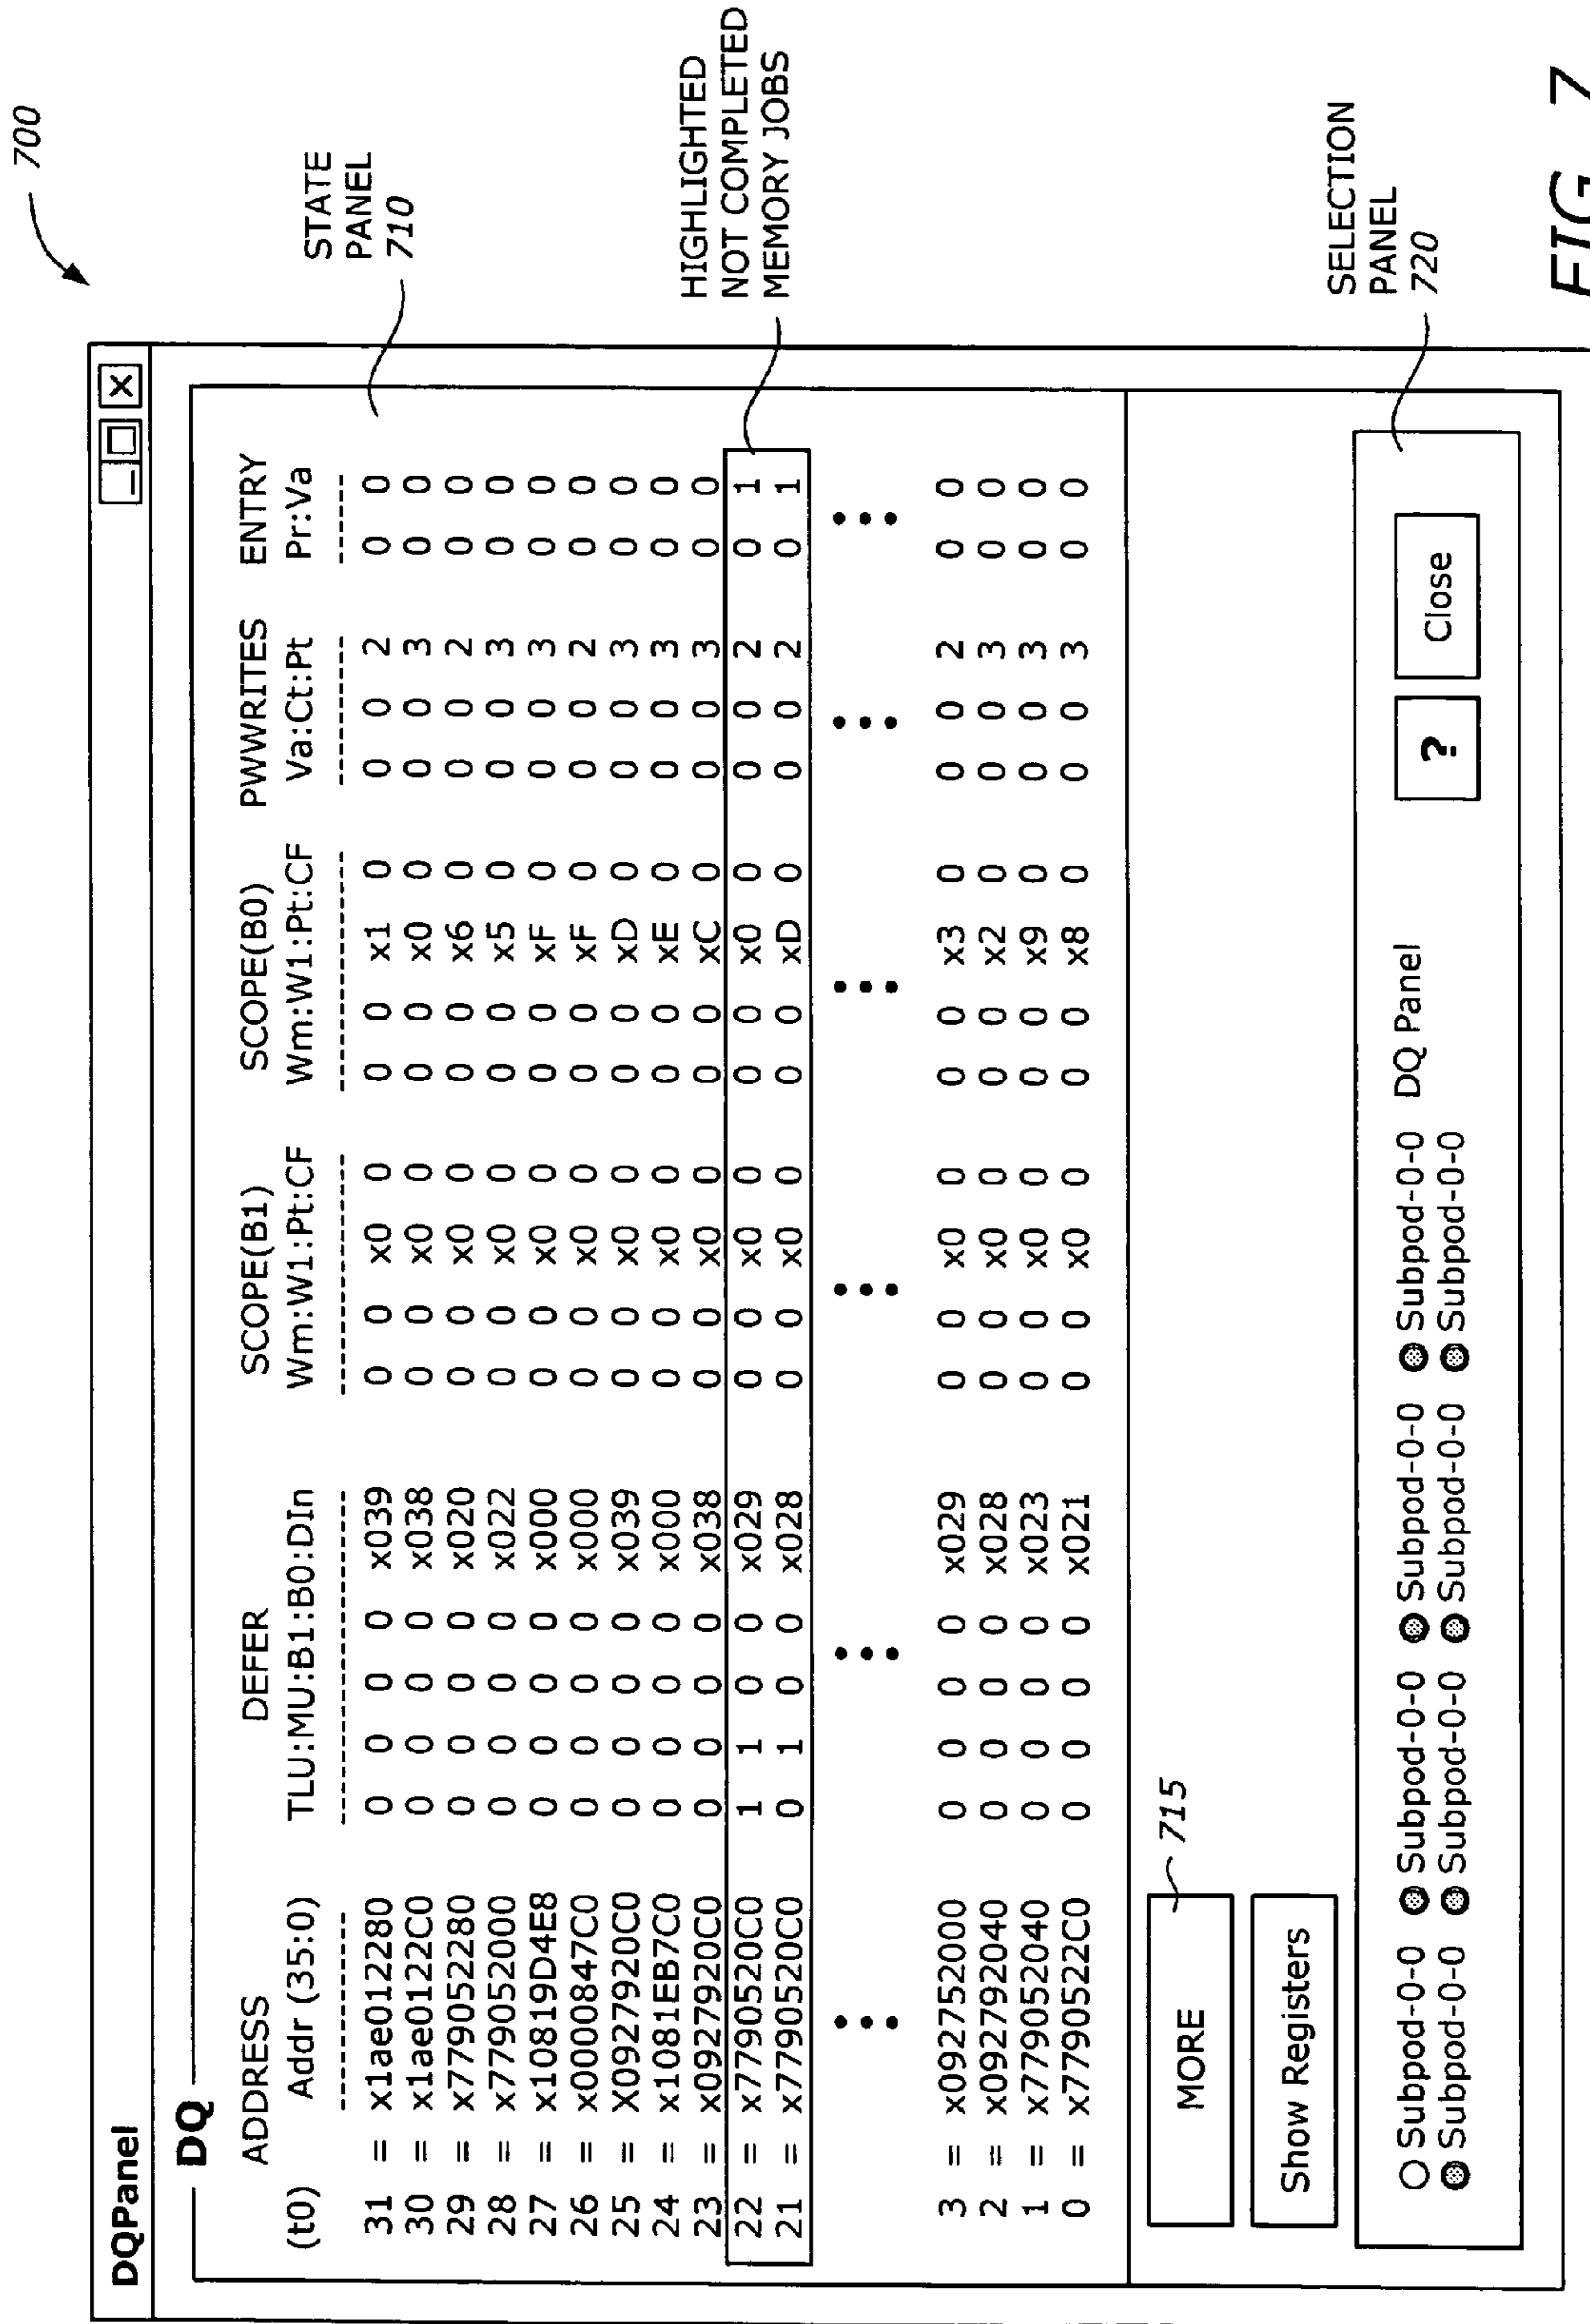 700
DQPanel
DQ
ADDRESS DEFER SCOPE(B1) SCOPE(B0) PWWRITES ENTRY
(t0) Addr (35:0) TLU:MU:B1:B0:DIn Wm:W1:Pt:CF Wm:W1:Pt:CF Va:Ct:Pt Pr:Va
31 = x1ae012280 0 0 0 0 x039 0 0 x0 0 0 0 x1 0 0 0 2 0 0
30 = x1ae0122C0 0 0 0 0 x038 0 0 x0 0 0 0 x0 0 0 0 3 0 0
29 = x779052280 0 0 0 0 x020 0 0 x0 0 0 0 x6 0 0 0 2 0 0
28 = x779052000 0 0 0 0 x022 0 0 x0 0 0 0 x5 0 0 0 3 0 0
27 = x10819D4E8 0 0 0 0 x000 0 0 x0 0 0 0 xF 0 0 0 3 0 0
26 = x0000847C0 0 0 0 0 x000 0 0 x0 0 0 0 xF 0 0 0 2 0 0
25 = X0927920C0 0 0 0 0 x039 0 0 x0 0 0 0 xD 0 0 0 3 0 0
24 = x1081EB7C0 0 0 0 0 x000 0 0 x0 0 0 0 xE 0 0 0 3 0 0
23 = x0927920C0 0 0 0 0 x038 0 0 x0 0 0 0 xC 0 0 0 3 0 0
22 = x7790520C0 1 1 0 0 x029 0 0 x0 0 0 0 x0 0 0 0 2 0 1
21 = x7790520C0 0 1 0 0 x028 0 0 x0 0 0 0 xD 0 0 0 2 0 1
3 = x092752000 0 0 0 0 x029 0 0 x0 0 0 0 x3 0 0 0 2 0 0
2 = x092792040 0 0 0 0 x028 0 0 x0 0 0 0 x2 0 0 0 3 0 0
1 = x779052040 0 0 0 0 x023 0 0 x0 0 0 0 x9 0 0 0 3 0 0
0 = x7790522C0 0 0 0 0 x021 0 0 x0 0 0 0 x8 0 0 0 3 0 0
STATE
PANEL
710
HIGHLIGHTED
NOT COMPLETED
MEMORY JOBS
MORE
715
Show Registers
Subpod-0-0 Subpod-0-0 Subpod-0-0 Subpod-0-0 DQ Panel ? Close
Subpod-0-0 Subpod-0-0 Subpod-0-0 Subpod-0-0
SELECTION
PANEL
720
FIG. 7